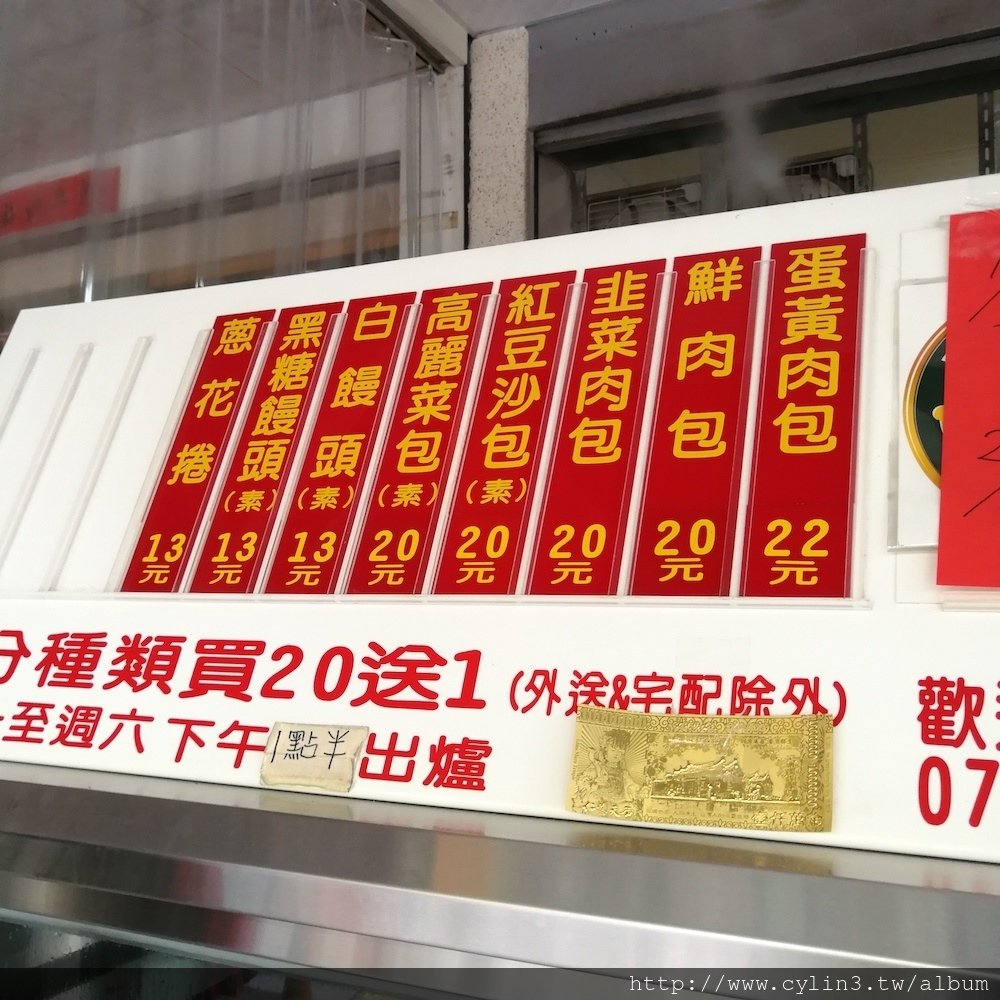 蔥花捲
13元
黑糖饅頭(素)
13元
白饅頭(素)
13元
高麗菜包(素)
20元
紅豆沙包(素)
20元
韭菜肉包
20元
鮮肉包
20元
蛋黃肉包
22元
分種類買20送1(外送&宅配除外)
至週六下午1點半出爐
歡
07
http://www.cylin3.tw/album